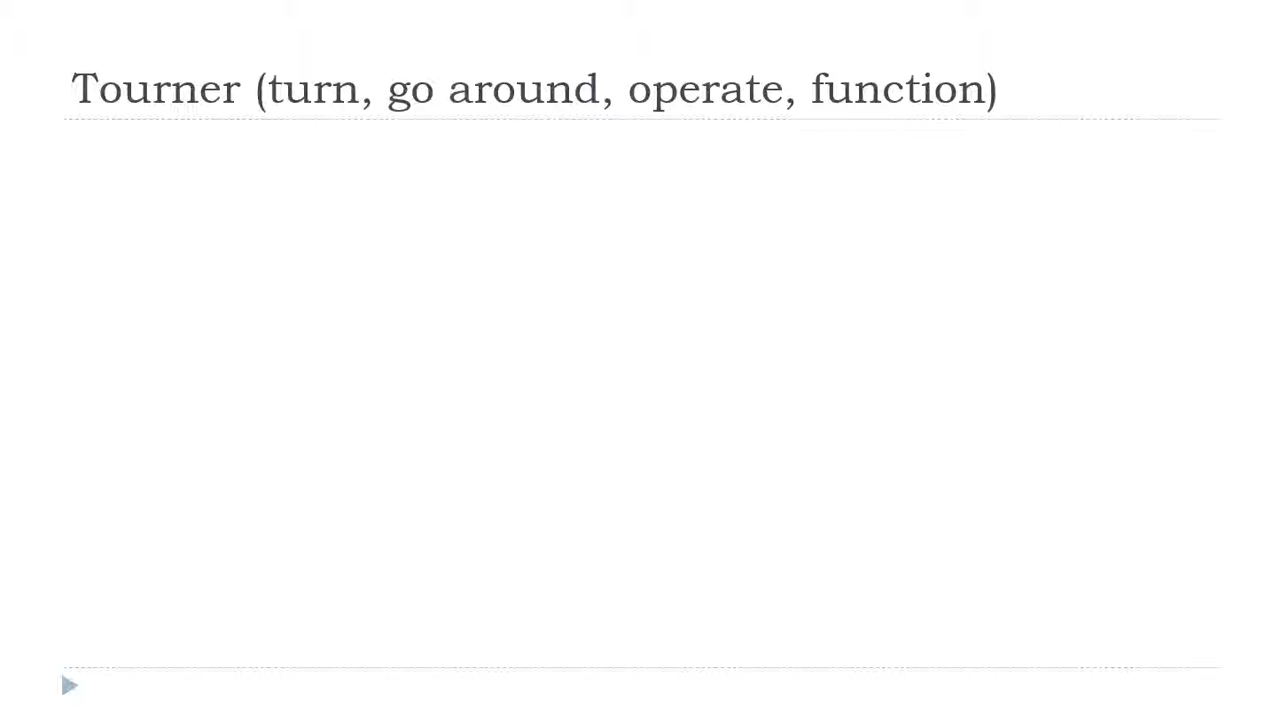 Tourner (turn, go around, operate, function)